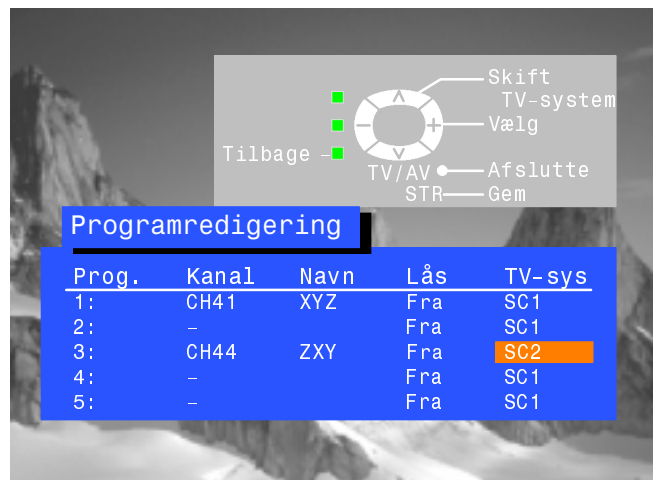 Skift
TV-system
Vælg
Tilbage
TV/AV Afslutte
STR Gem
Programredigering
Prog. Kanal Navn Lås TV-sys
1: CH41 XYZ Fra SC1
2: – Fra SC1
3: CH44 ZXY Fra SC2
4: – Fra SC1
5: – Fra SC1